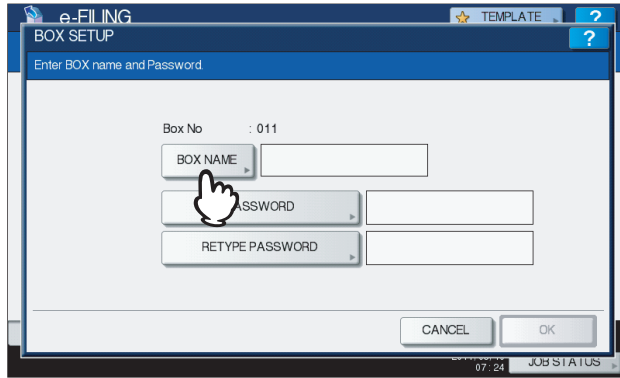 e-FILING
TEMPLATE
?
BOX SETUP
?
Enter BOX name and Password.
Box No : 011
BOX NAME
RETYPE PASSWORD
CANCEL
OK
07:24
JOB STATUS